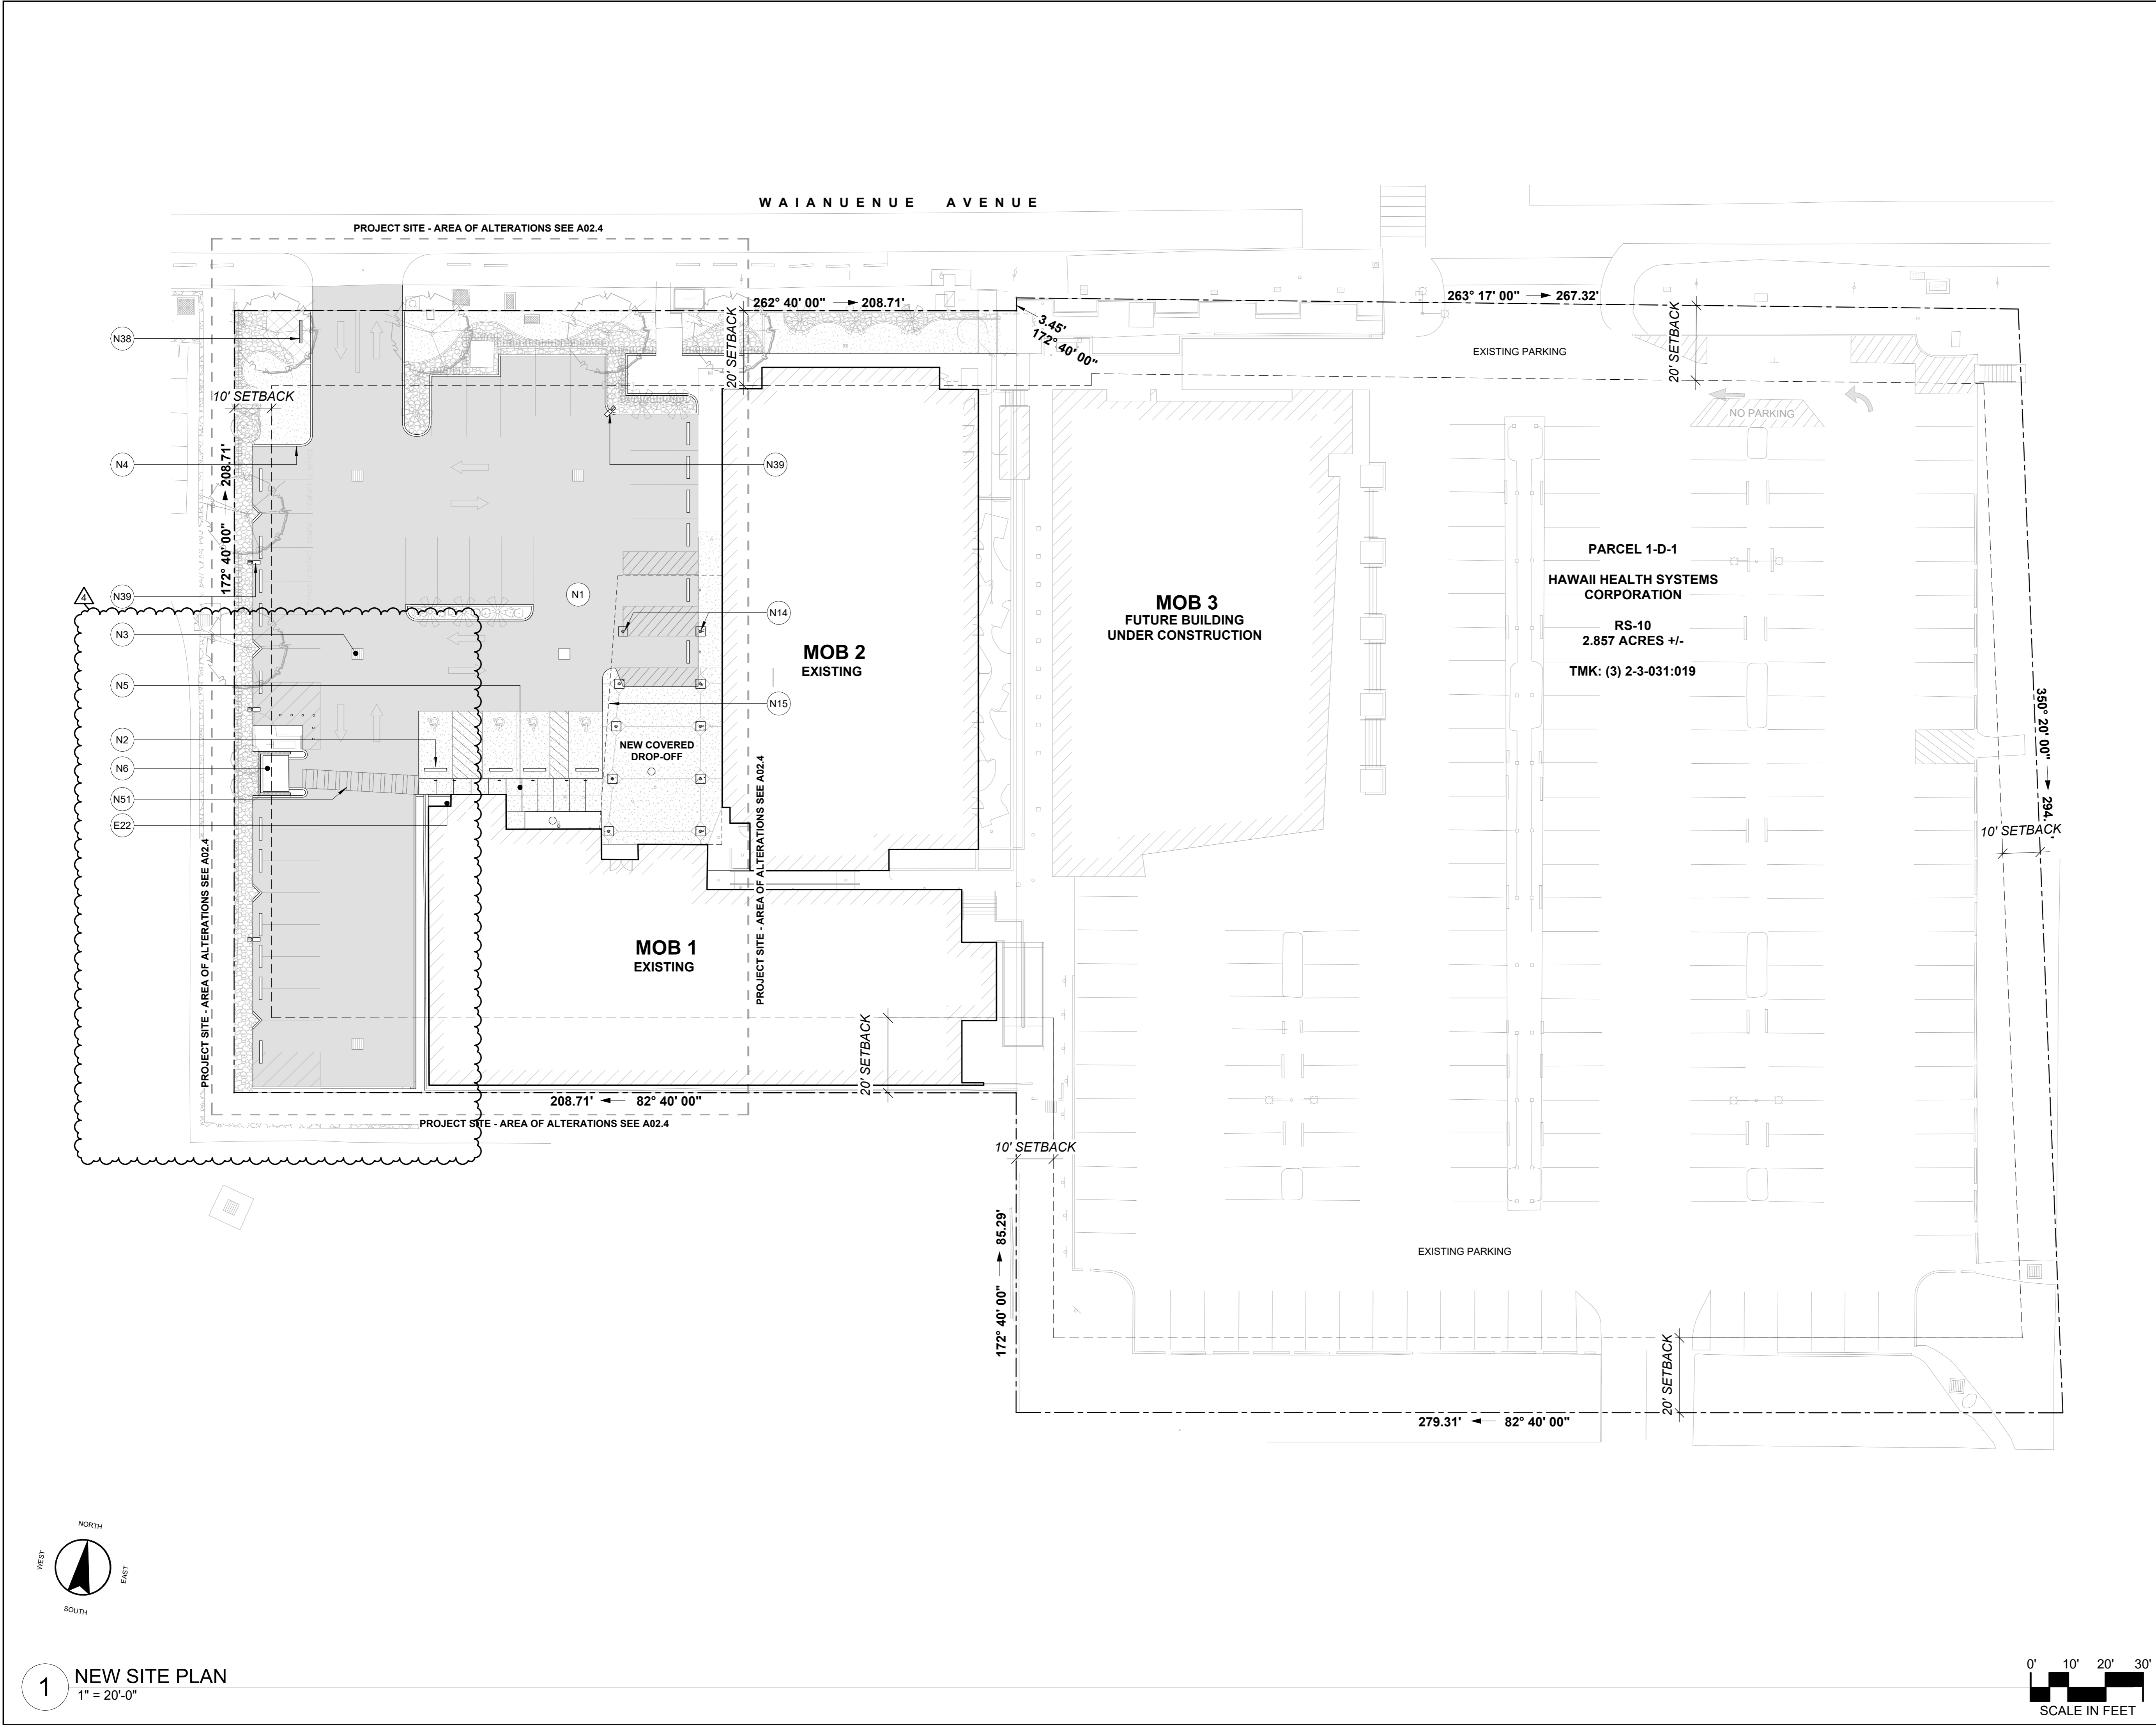 WAIANUENUE AVENUE
PROJECT SITE - AREA OF ALTERATIONS SEE A02.4
262° 40' 00" 208.71'
263° 17' 00" 267.32'
3.45'
172° 40' 00"
20' SETBACK
20' SETBACK
EXISTING PARKING
N38
10' SETBACK
NO PARKING
N4
N39
172° 40' 00" 208.71'
PARCEL 1-D-1
HAWAII HEALTH SYSTEMS
CORPORATION
RS-10
2.857 ACRES +/-
TMK: (3) 2-3-031:019
4
N39
N1
N14
MOB 3
FUTURE BUILDING
UNDER CONSTRUCTION
N3
MOB 2
EXISTING
N5
N15
N2
NEW COVERED
DROP-OFF
N6
N51
E22
350° 20' 00" 294.
10' SETBACK
PROJECT SITE - AREA OF ALTERATIONS SEE A02.4
PROJECT SITE - AREA OF ALTERATIONS SEE A02.4
MOB 1
EXISTING
20' SETBACK
208.71' 82° 40' 00"
PROJECT SITE - AREA OF ALTERATIONS SEE A02.4
10' SETBACK
172° 40' 00" 85.29'
EXISTING PARKING
20' SETBACK
279.31' 82° 40' 00"
NORTH
WEST
EAST
SOUTH
1
NEW SITE PLAN
1" = 20'-0"
0' 10' 20' 30'
SCALE IN FEET